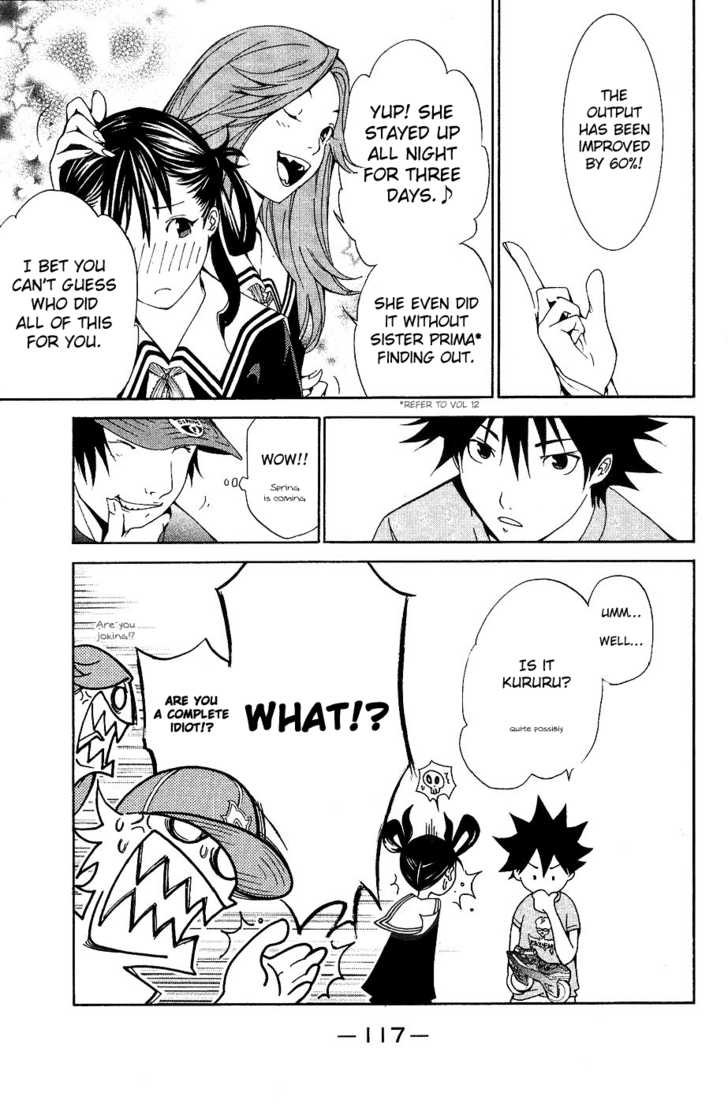 THE
OUTPUT
HAS BEEN
IMPROVED
BY 60%!
YUP! SHE
STAYED UP
ALL NIGHT
FOR THREE
DAYS.♪
SHE EVEN DID
IT WITHOUT
SISTER PRIMA*
FINDING OUT.
I BET YOU
CAN'T GUESS
WHO DID
ALL OF THIS
FOR YOU.
*REFER TO VOL 12
WOW!!
Spring
is coming
UMM...
WELL...
IS IT
KURURU?
Quite possibly
WHAT!?
ARE YOU
A COMPLETE
IDIOT!?
Are you
joking!?
—117—